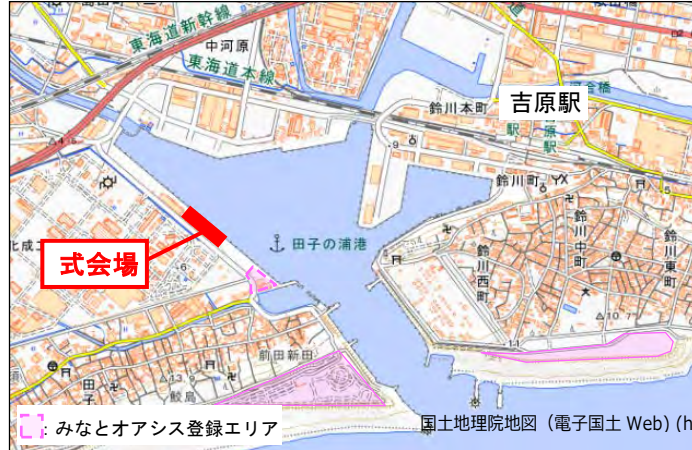 東海道新幹線
中河原
東海道本線
鈴川本町
吉原駅
9
鈴川町
5
鈴川西町
鈴川中町
鈴川東町
田子の浦港
式会場
6
前田新田
鮫島
田子
11
みなとオアシス登録エリア
国土地理院地図（電子国土 Web) (h